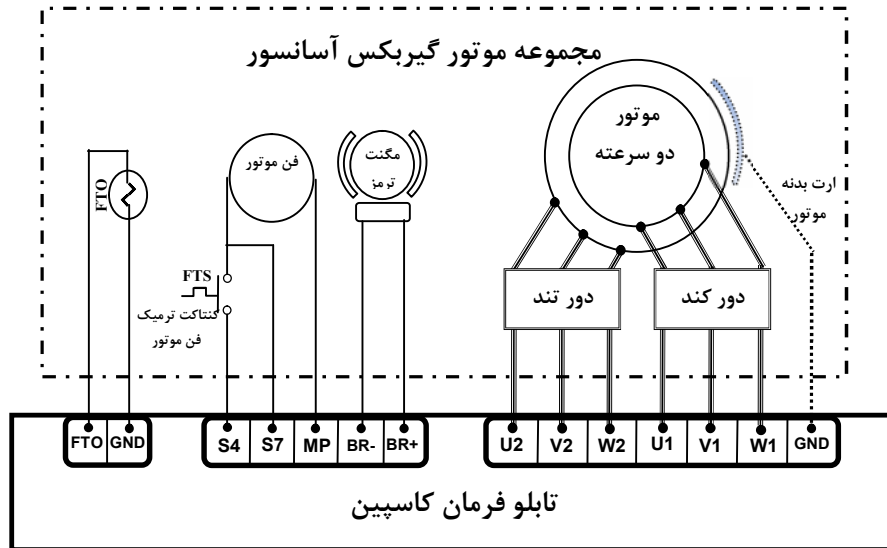 مجموعه موتور گیربکس آسانسور
موتور
دو سرعته
ارت بدنه
موتور
مگنت
ترمز
فن موتور
FTO
FTS
کنتاکت ترمیک
فن موتور
دور تند
دور کند
FTO GND S4 S7 MP BR- BR+ U2 V2 W2 U1 V1 W1 GND
تابلو فرمان کاسپین